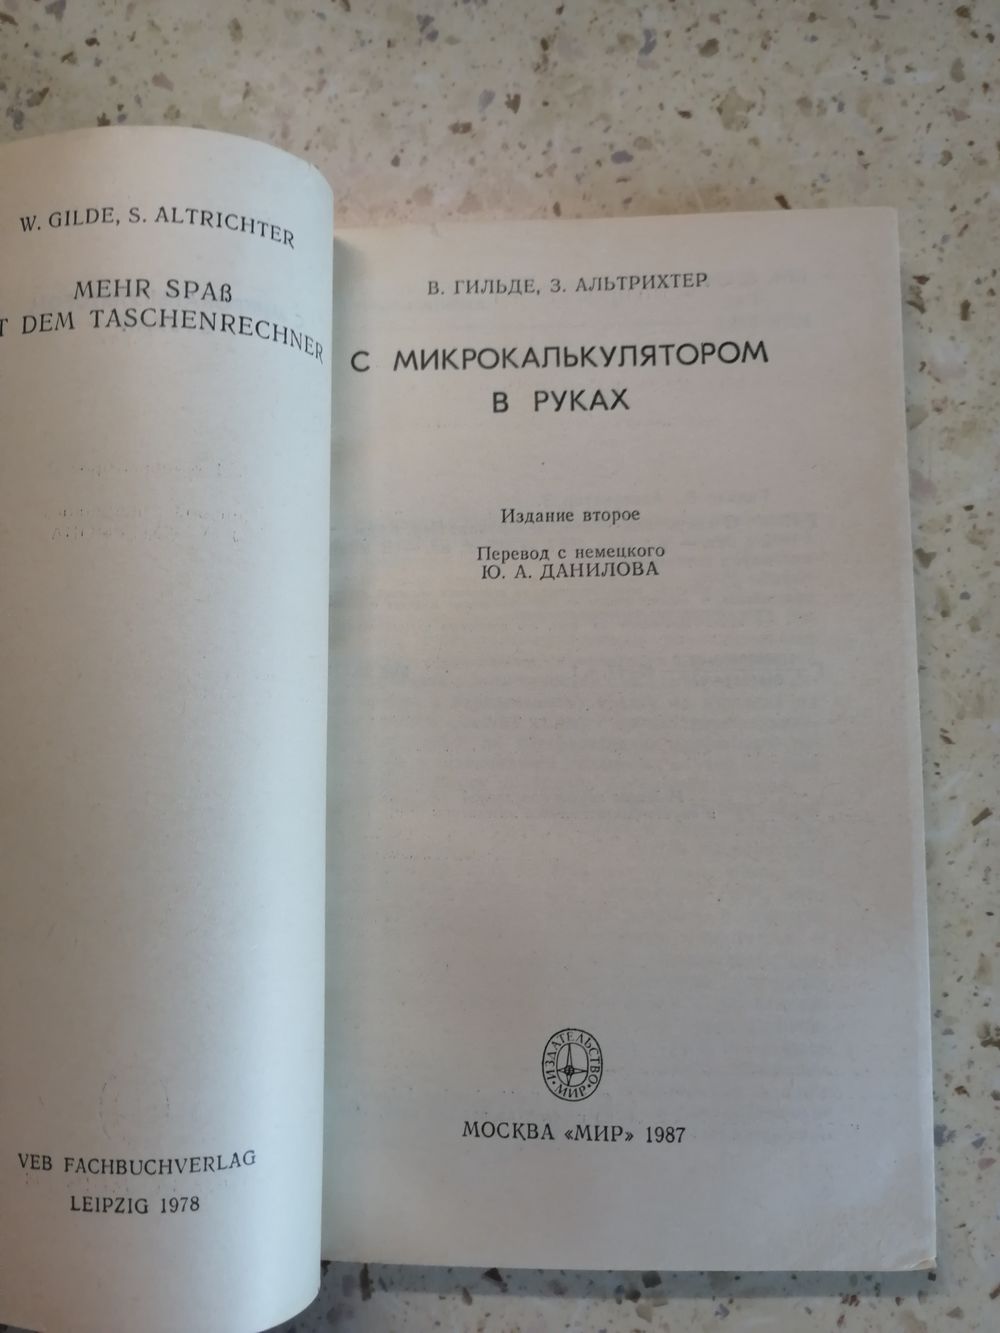 W. GILDE, S. ALTRICHTER
MEHR SPAß
T DEM TASCHENRECHNER
VEB FACHBUCHVERLAG
LEIPZIG 1978
В. ГИЛЬДЕ, З. АЛЬТРИХТЕР
С МИКРОКАЛЬКУЛЯТОРОМ
В РУКАХ
Издание второе
Перевод с немецкого
Ю. А. ДАНИЛОВА
ИЗДАТЕЛЬСТВО
МИР
МОСКВА «МИР» 1987